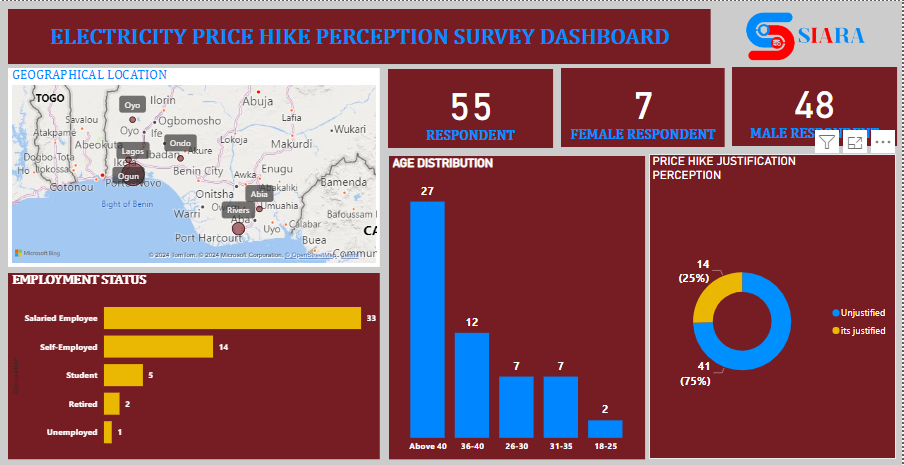 ELECTRICITY PRICE HIKE PERCEPTION SURVEY DASHBOARD
SIARA
GEOGRAPHICAL LOCATION
TOGO
Oyo
Ilorin
Abuja
Savalou
Ogbomosho
Lafia
Wukari
Atakpamé
Oyo
Ife
Lokoja
Makurdi
Abeokuta
Ondo
Akure
Dogbo-Tota
Lagos
Benin City
Enugu
Lokossa
Ogun
Awka
Abakaliki
Bamenda
Cotonou
Porto-Novo
Onitsha
Abia
Umuahia
Bight of Benin
Warri
Rivers
Aba
Bafoussam
Calabar
Port Harcourt
Uyo
Buea
Microsoft Bing
© 2024 TomTom, © 2024 Microsoft Corporation, © OpenStreetMap, Terms
55
RESPONDENT
7
FEMALE RESPONDENT
48
MALE RESPONDENT
EMPLOYMENT STATUS
Salaried Employee 33
Self-Employed 14
Student 5
Retired 2
Unemployed 1
AGE DISTRIBUTION
27
12
7
7
2
Above 40
36-40
26-30
31-35
18-25
PRICE HIKE JUSTIFICATION
PERCEPTION
14
(25%)
41
(75%)
Unjustified
its justified